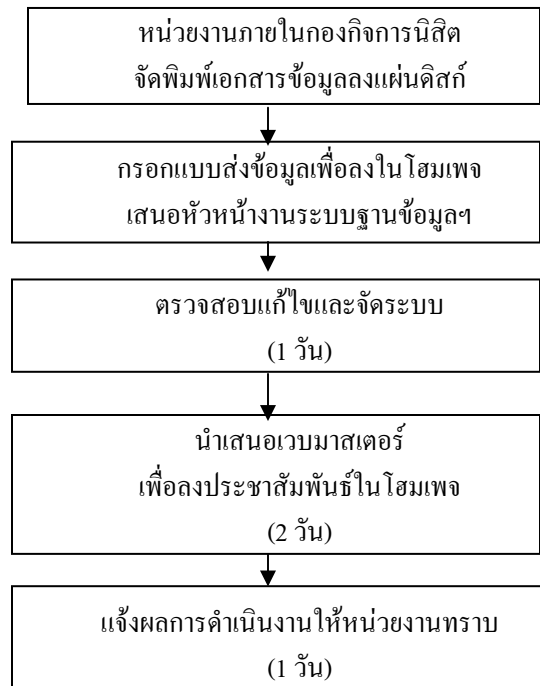 หน่วยงานภายในกองกิจการนิสิต
จัดพิมพ์เอกสารข้อมูลลงแผ่นดิสก์
กรอกแบบส่งข้อมูลเพื่อลงในโฮมเพจ
เสนอหัวหน้างานระบบฐานข้อมูลฯ
ตรวจสอบแก้ไขและจัดระบบ
(1 วัน)
นำเสนอเวบมาสเตอร์
เพื่อลงประชาสัมพันธ์ในโฮมเพจ
(2 วัน)
แจ้งผลการดำเนินงานให้หน่วยงานทราบ
(1 วัน)